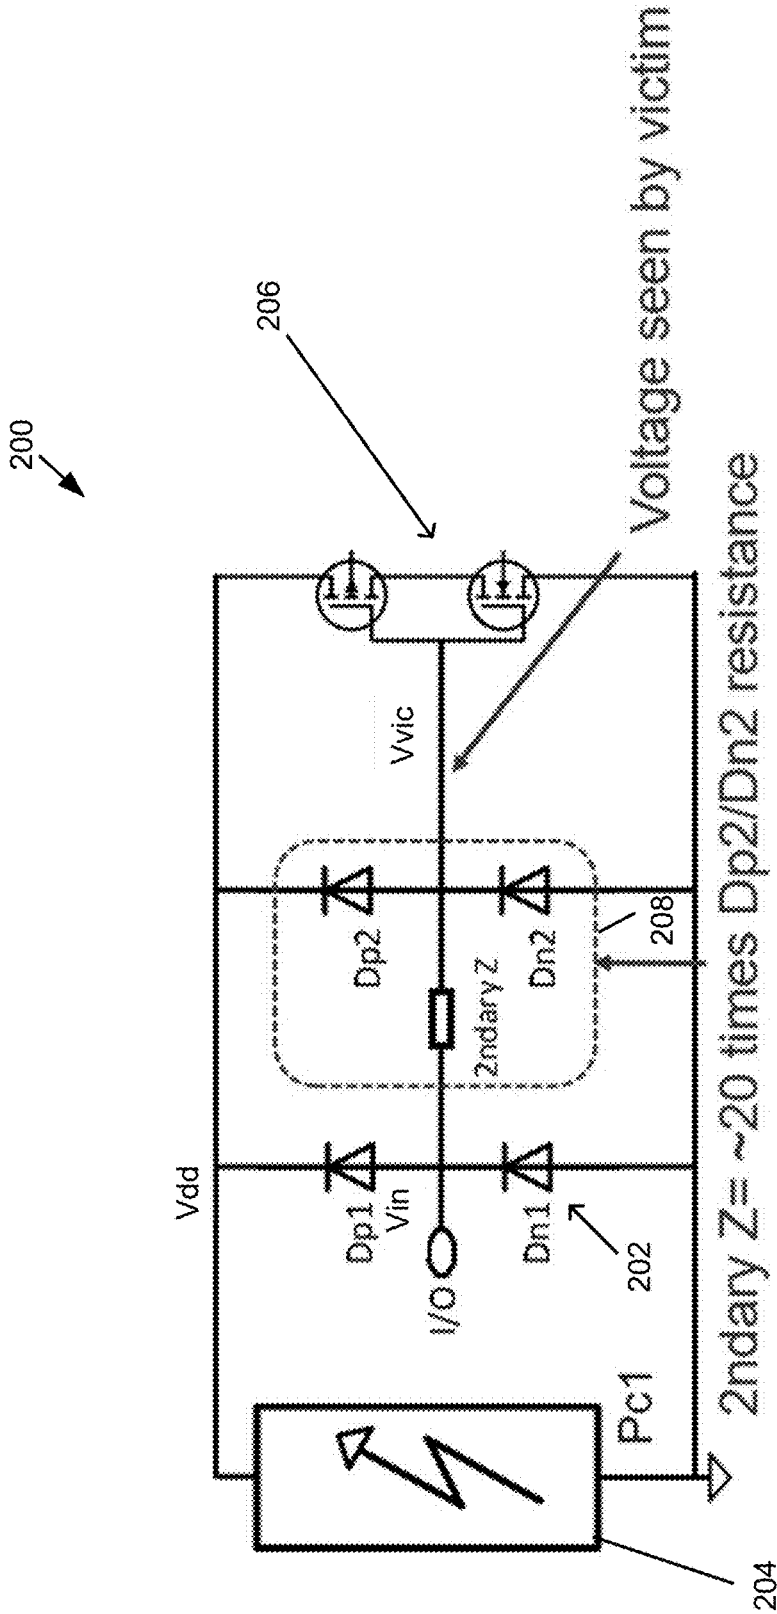 200
206
Voltage seen by victim
Vdd
Vvic
Dp1
Vin
Dp2
I/O
2ndary Z
Dn1
Dn2
202
208
Pc1
204
2ndary Z= ~20 times Dp2/Dn2 resistance